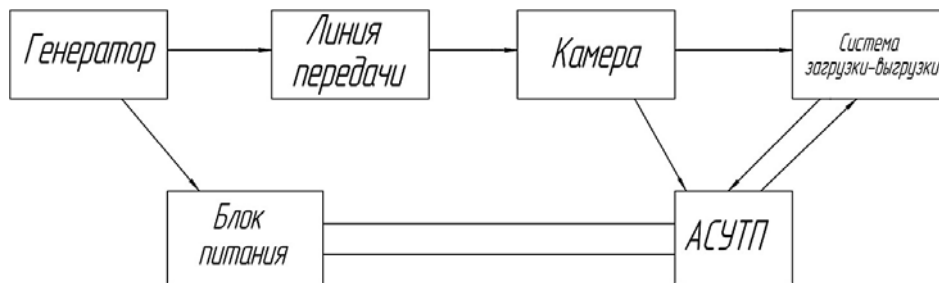 Генератор
Линия
передачи
Камера
Система
загрузки-выгрузки
Блок
питания
АСУТП